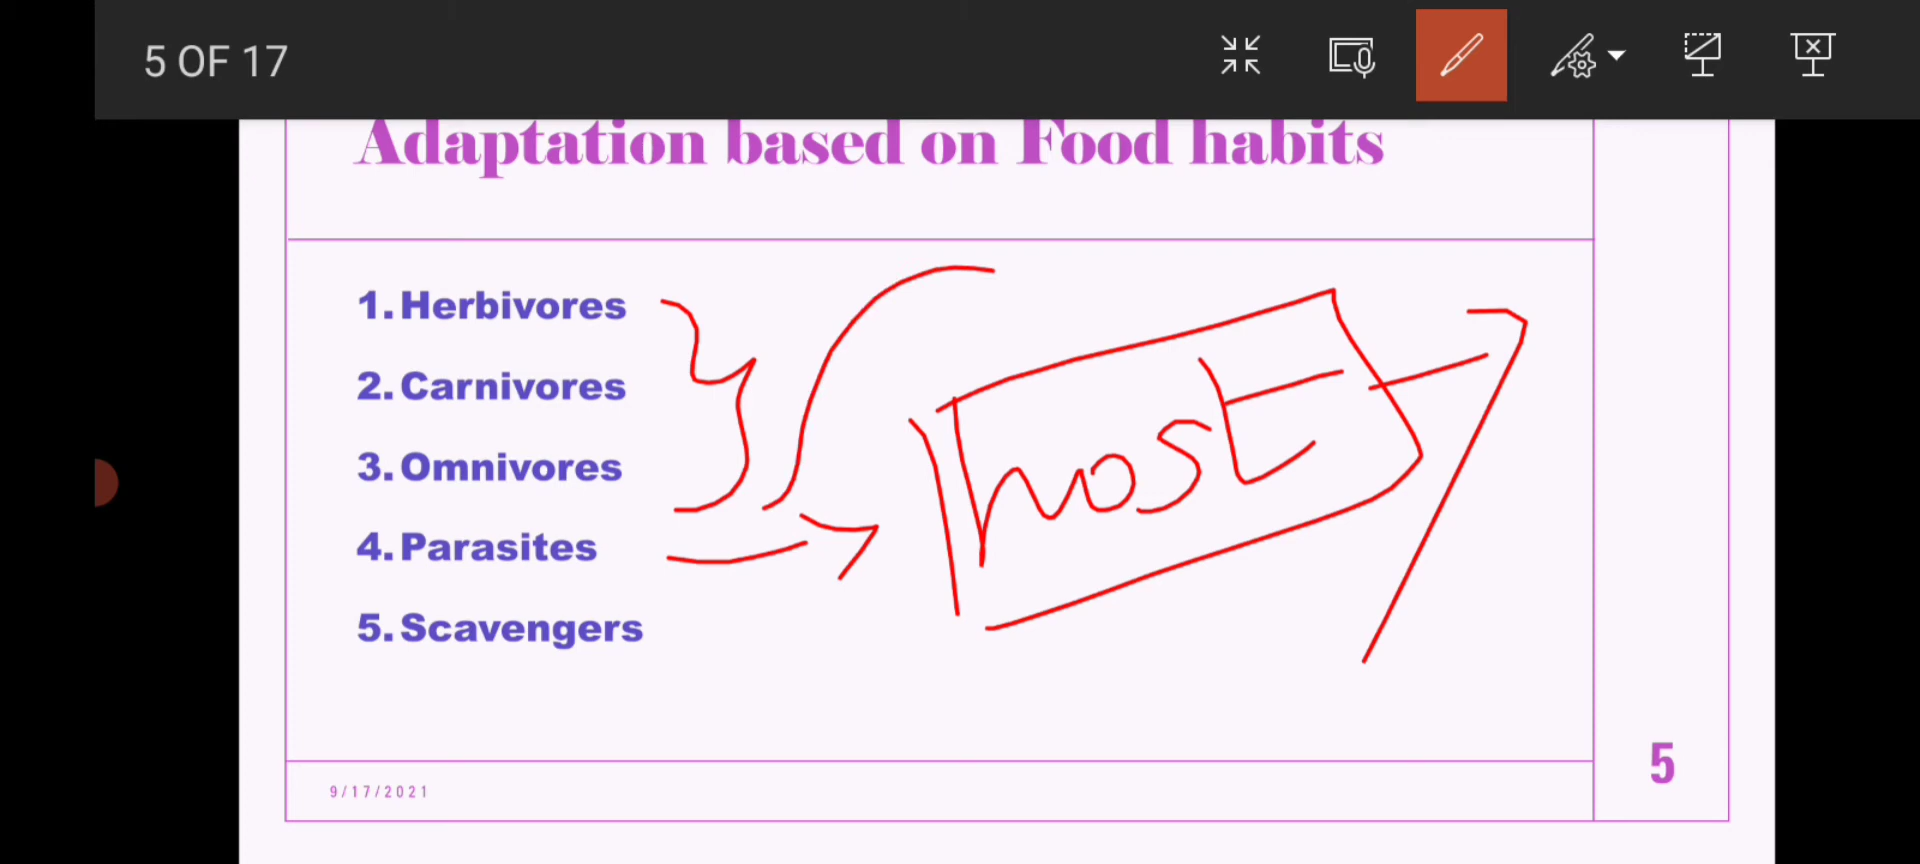 5 OF 17
Adaptation based on Food habits
1. Herbivores
2. Carnivores
3. Omnivores
host
4. Parasites
5. Scavengers
5
9/17/2021